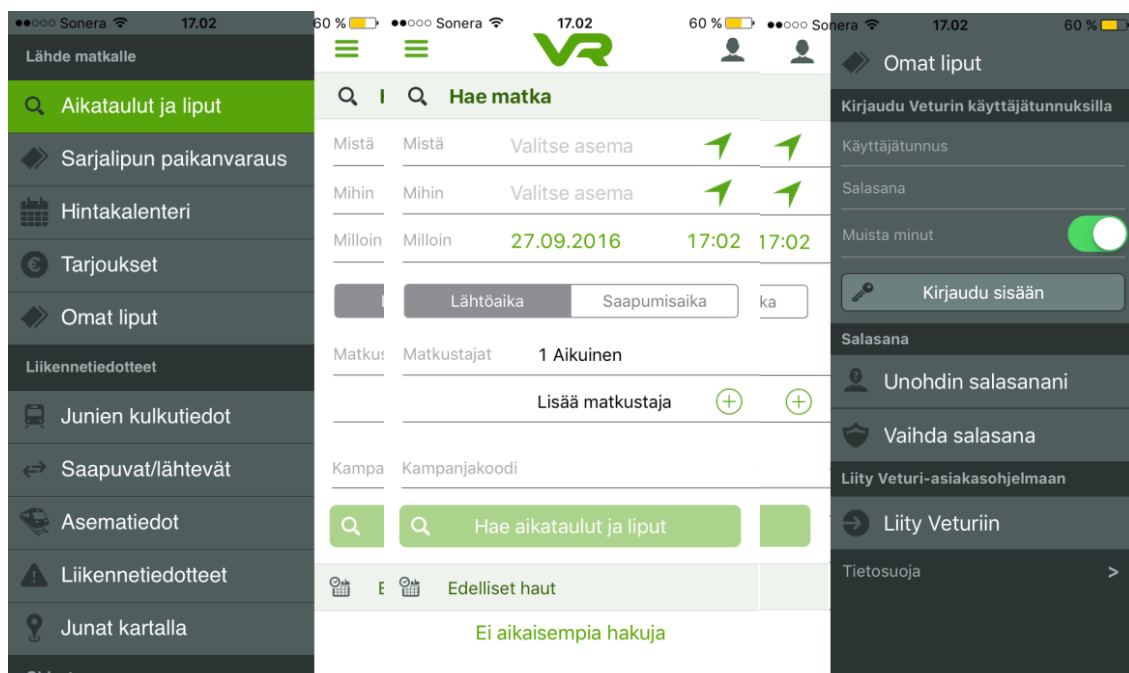 Sonera 17.02 60 %
Lähde matkalle
Aikataulut ja liput
Sarjalipun paikanvaraus
Hintakalenteri
Tarjoukset
Omat liput
Liikennetiedotteet
Junien kulkutiedot
Saapuvat/lähtevät
Asematiedot
Liikennetiedotteet
Junat kartalla
Mistä
Mihin
Milloin
Matkus
Kampa
E
Sonera 17.02 60 %
VR
Hae matka
Mistä Valitse asema
Mihin Valitse asema
Milloin 27.09.2016 17:02
Lähtöaika Saapumisaika
Matkustajat 1 Aikuinen
Lisää matkustaja
Kampanjakoodi
Hae aikataulut ja liput
Edelliset haut
Ei aikaisempia hakuja
Sonera 17.02 60 %
17:02
ka
Omat liput
Kirjaudu Veturin käyttäjätunnuksilla
Käyttäjätunnus
Salasana
Muista minut
Kirjaudu sisään
Salasana
Unohdin salasanani
Vaihda salasana
Liity Veturi-asiakasohjelmaan
Liity Veturiin
Tietosuoja >